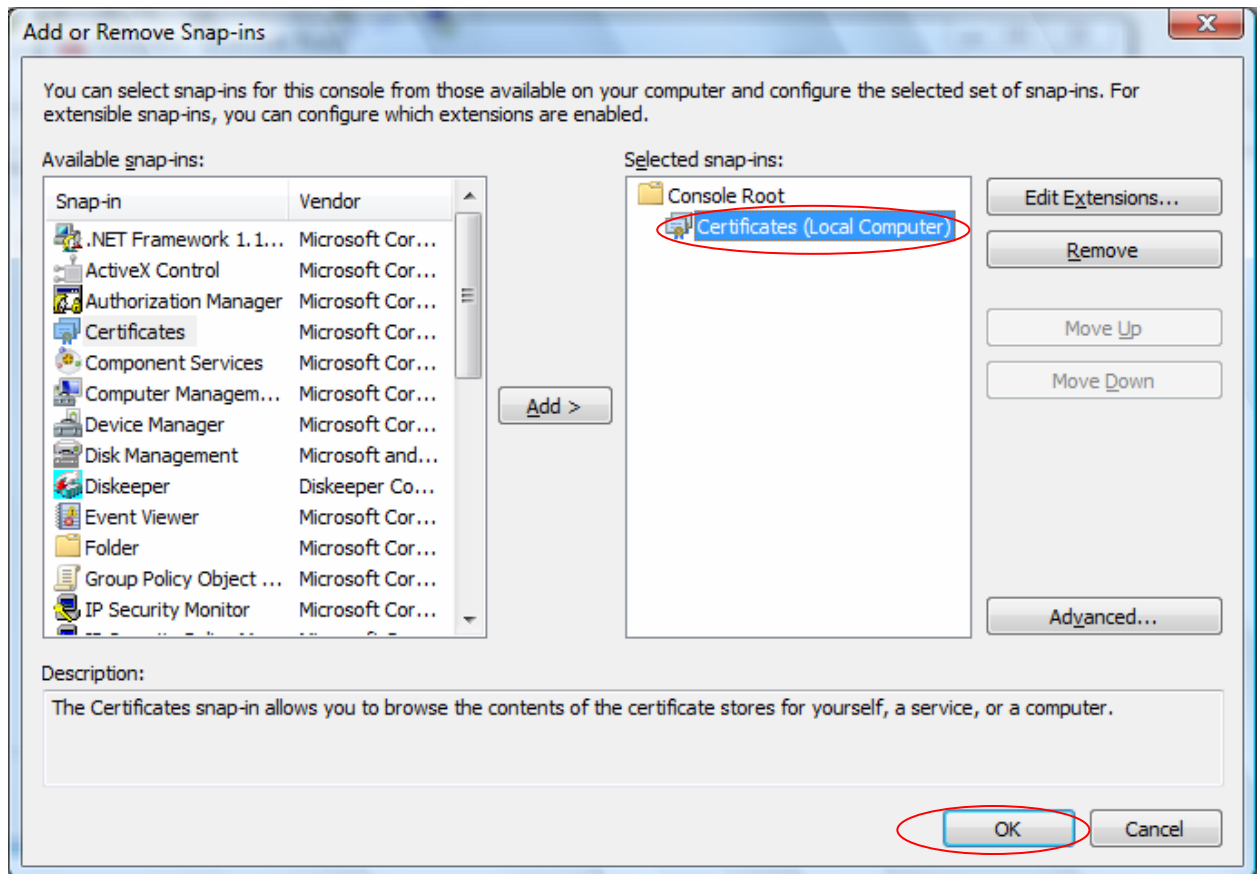 Add or Remove Snap-ins
You can select snap-ins for this console from those available on your computer and configure the selected set of snap-ins. For
extensible snap-ins, you can configure which extensions are enabled.
Available snap-ins:
Snap-in Vendor
.NET Framework 1.1... Microsoft Cor...
ActiveX Control Microsoft Cor...
Authorization Manager Microsoft Cor...
Certificates Microsoft Cor...
Component Services Microsoft Cor...
Computer Managem... Microsoft Cor...
Device Manager Microsoft Cor...
Disk Management Microsoft and...
Diskeeper Diskeeper Co...
Event Viewer Microsoft Cor...
Folder Microsoft Cor...
Group Policy Object ... Microsoft Cor...
IP Security Monitor Microsoft Cor...
Add >
Selected snap-ins:
Console Root
Certificates (Local Computer)
Edit Extensions...
Remove
Move Up
Move Down
Advanced...
Description:
The Certificates snap-in allows you to browse the contents of the certificate stores for yourself, a service, or a computer.
OK
Cancel